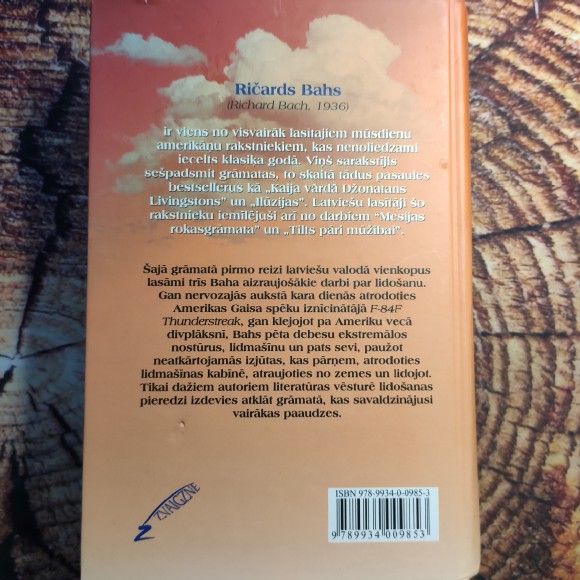 Ričards Bahs
(Richard Bach, 1936)
ir viens no visvairāk lasītajiem mūsdienu
amerikāņu rakstniekiem, kas nenoliedzami
iecelts klasiķa godā. Viņš sarakstījis
sešpadsmit grāmatas, to skaitā tādus pasaules
bestsellerus kā „Kaija vārdā Džonatans
Livingstons” un „Ilūzijas”. Latviešu lasītāji šo
rakstnieku iemīlējuši arī no darbiem “Mesijas
rokasgrāmata” un „Tilts pāri mūžībai”.
Šajā grāmatā pirmo reizi latviešu valodā vienkopus
lasāmi trīs Baha aizraujošākie darbi par lidošanu.
Gan nervozajās aukstā kara dienās atrodoties
Amerikas Gaisa spēku iznīcinātājā F-84F
Thunderstreak, gan klejojot pa Ameriku vecā
divplāksnī, Bahs pēta debesu ekstremālos
nostūrus, lidmašīnu un pats sevi, paužot
neatkārtojamās izjūtas, kas pārņem, atrodoties
lidmašīnas kabīnē, atraujoties no zemes un lidojot.
Tikai dažiem autoriem literatūras vēsturē lidošanas
pieredzi izdevies atklāt grāmatā, kas savaldzinājusi
vairākas paaudzes.
ZVAIGZNE
ISBN 978-9934-0-0985-3
9 789934 009853